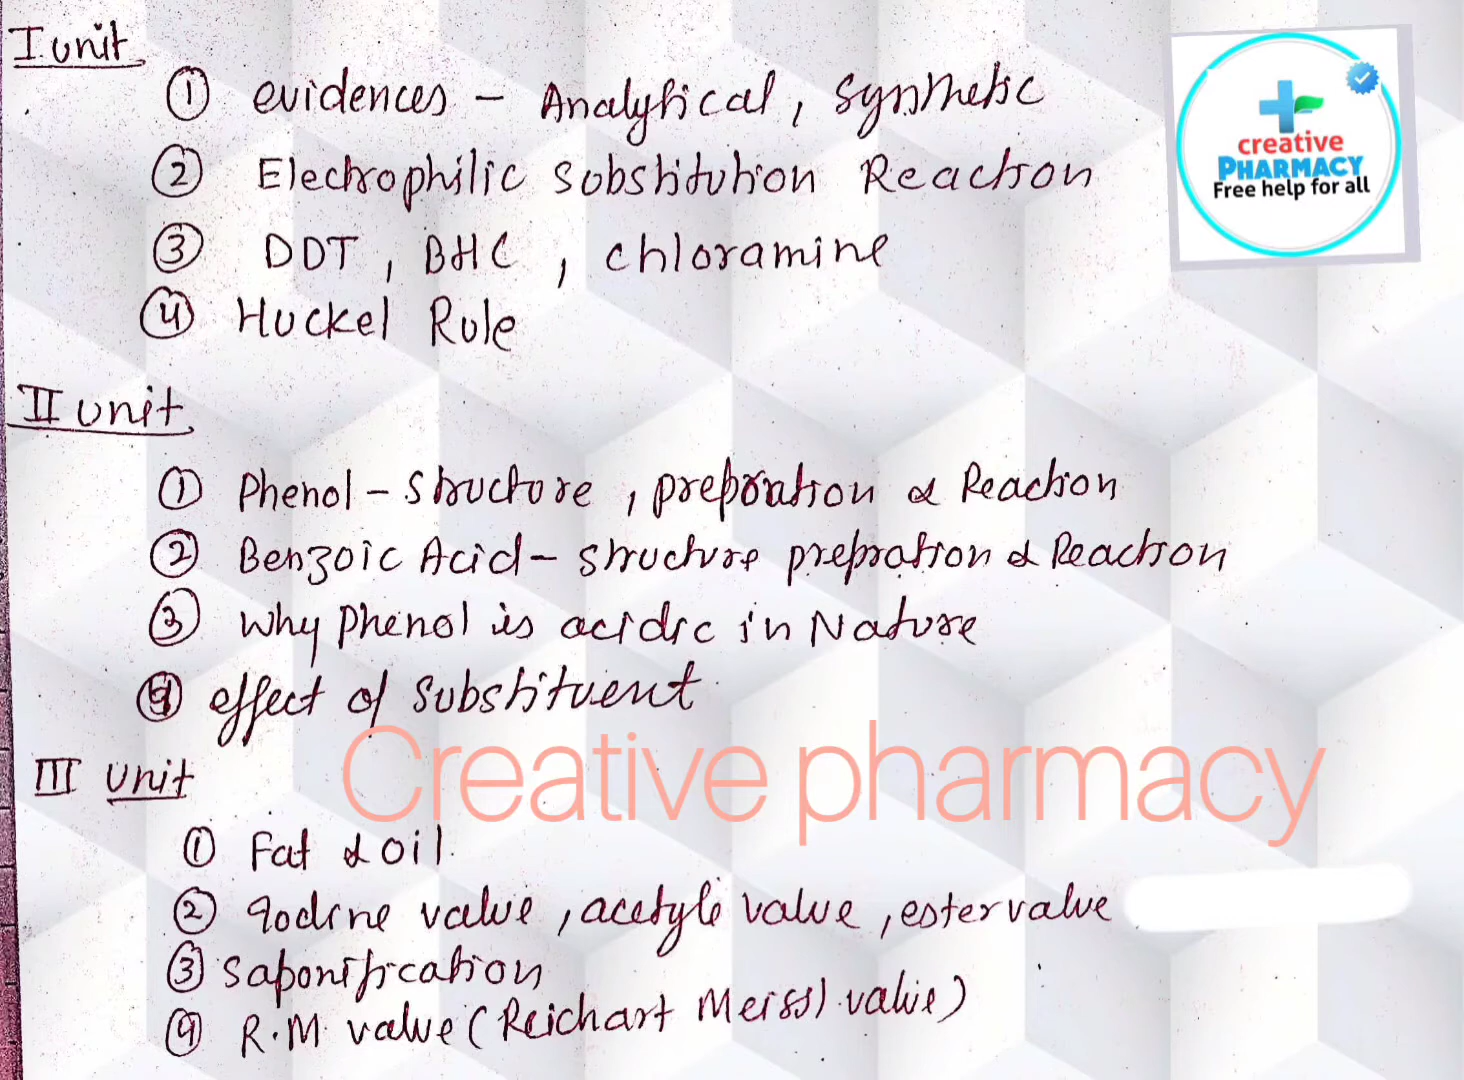 I unit
① evidences - Analytical, Synthetic
② Electrophilic Substitution Reaction
③ DDT, BHC, chloramine
④ Huckel Rule
creative
PHARMACY
Free help for all
II unit
① Phenol - Structure, prepration & Reaction
② Benzoic Acid - structure prepration & Reaction
③ Why phenol is acidic in Nature
④ effect of Substituent
Creative pharmacy
III unit
① Fat & oil.
② Iodine value, acetyle value, ester value
③ Saponification
④ R.M. value (Reichart Meissl value)